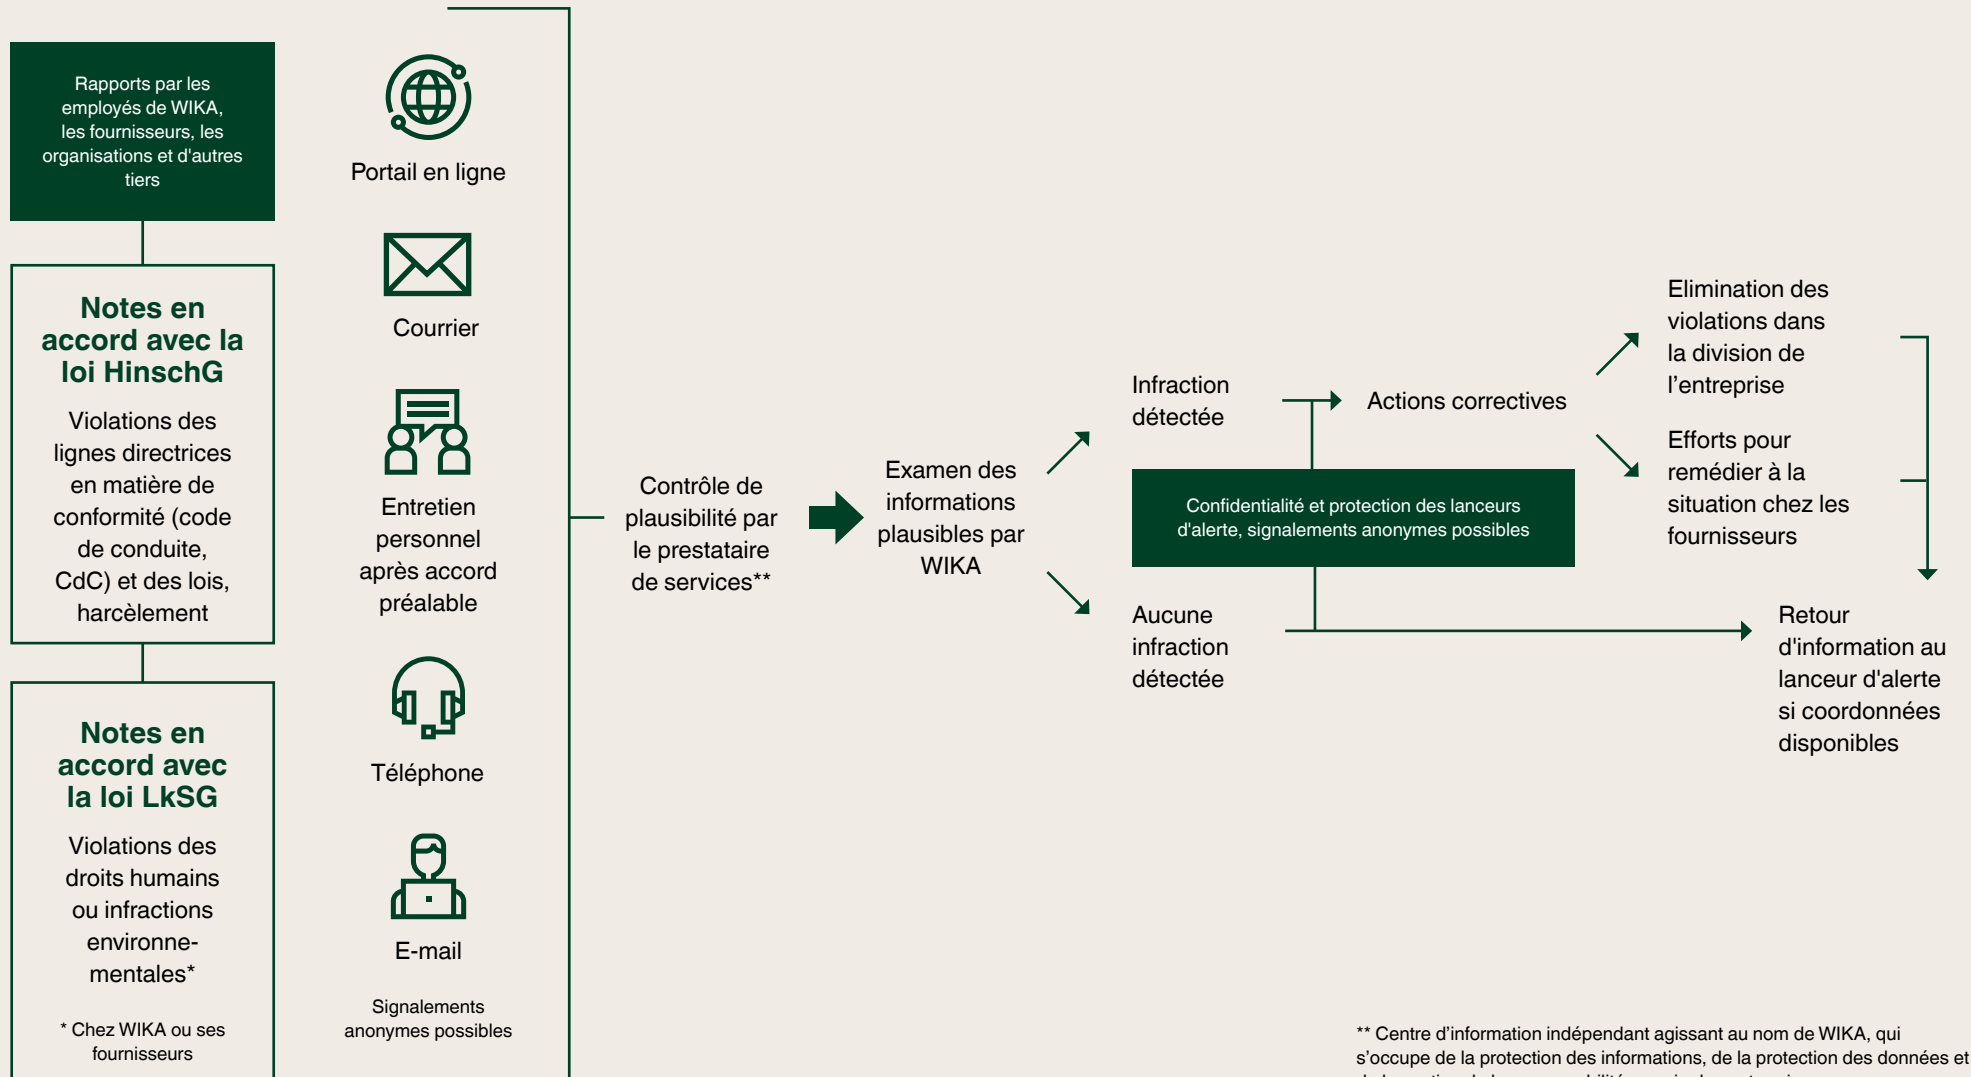 Rapports par les
employés de WIKA,
les fournisseurs, les
organisations et d'autres
tiers
Notes en
accord avec la
loi HinschG
Violations des
lignes directrices
en matière de
conformité (code
de conduite,
CdC) et des lois,
harcèlement
Notes en
accord avec
la loi LkSG
Violations des
droits humains
ou infractions
environne-
mentales*
* Chez WIKA ou ses
fournisseurs
Portail en ligne
Courrier
Entretien
personnel
après accord
préalable
Téléphone
E-mail
Signalements
anonymes possibles
Contrôle de
plausibilité par
le prestataire
de services**
Examen des
informations
plausibles par
WIKA
Infraction
détectée
Actions correctives
Confidentialité et protection des lanceurs
d'alerte, signalements anonymes possibles
Aucune
infraction
détectée
Elimination des
violations dans
la division de
l’entreprise
Efforts pour
remédier à la
situation chez les
fournisseurs
Retour
d'information au
lanceur d'alerte
si coordonnées
disponibles
** Centre d’information indépendant agissant au nom de WIKA, qui
s’occupe de la protection des informations, de la protection des données et